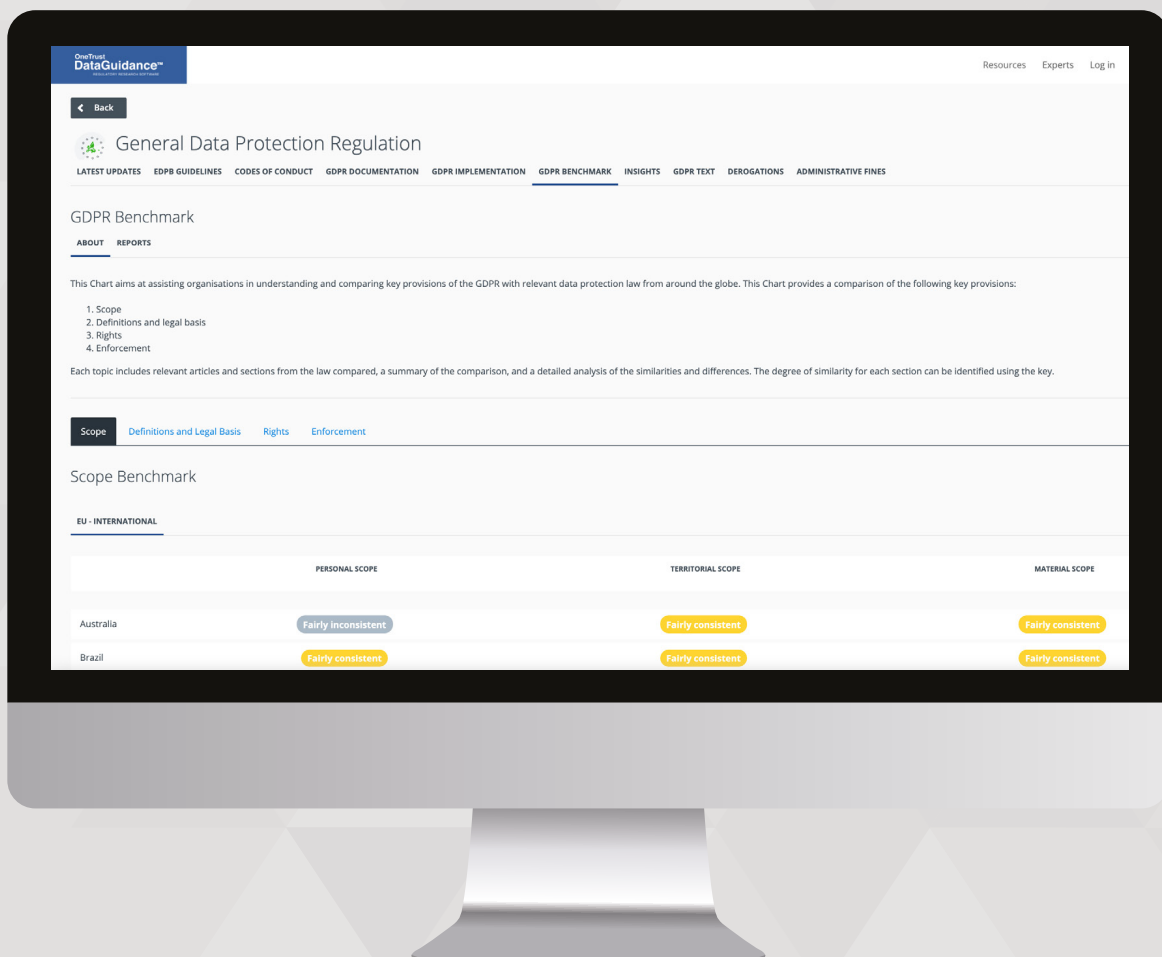 OneTrust
DataGuidance™
REGULATORY RESEARCH SOFTWARE
Resources Experts Log in
Back
General Data Protection Regulation
LATEST UPDATES EDPB GUIDELINES CODES OF CONDUCT GDPR DOCUMENTATION GDPR IMPLEMENTATION GDPR BENCHMARK INSIGHTS GDPR TEXT DEROGATIONS ADMINISTRATIVE FINES
GDPR Benchmark
ABOUT REPORTS
This Chart aims at assisting organisations in understanding and comparing key provisions of the GDPR with relevant data protection law from around the globe. This Chart provides a comparison of the following key provisions:
1. Scope
2. Definitions and legal basis
3. Rights
4. Enforcement
Each topic includes relevant articles and sections from the law compared, a summary of the comparison, and a detailed analysis of the similarities and differences. The degree of similarity for each section can be identified using the key.
Scope Definitions and Legal Basis Rights Enforcement
Scope Benchmark
EU - INTERNATIONAL
PERSONAL SCOPE TERRITORIAL SCOPE MATERIAL SCOPE
Australia Fairly inconsistent Fairly consistent Fairly consistent
Brazil Fairly consistent Fairly consistent Fairly consistent